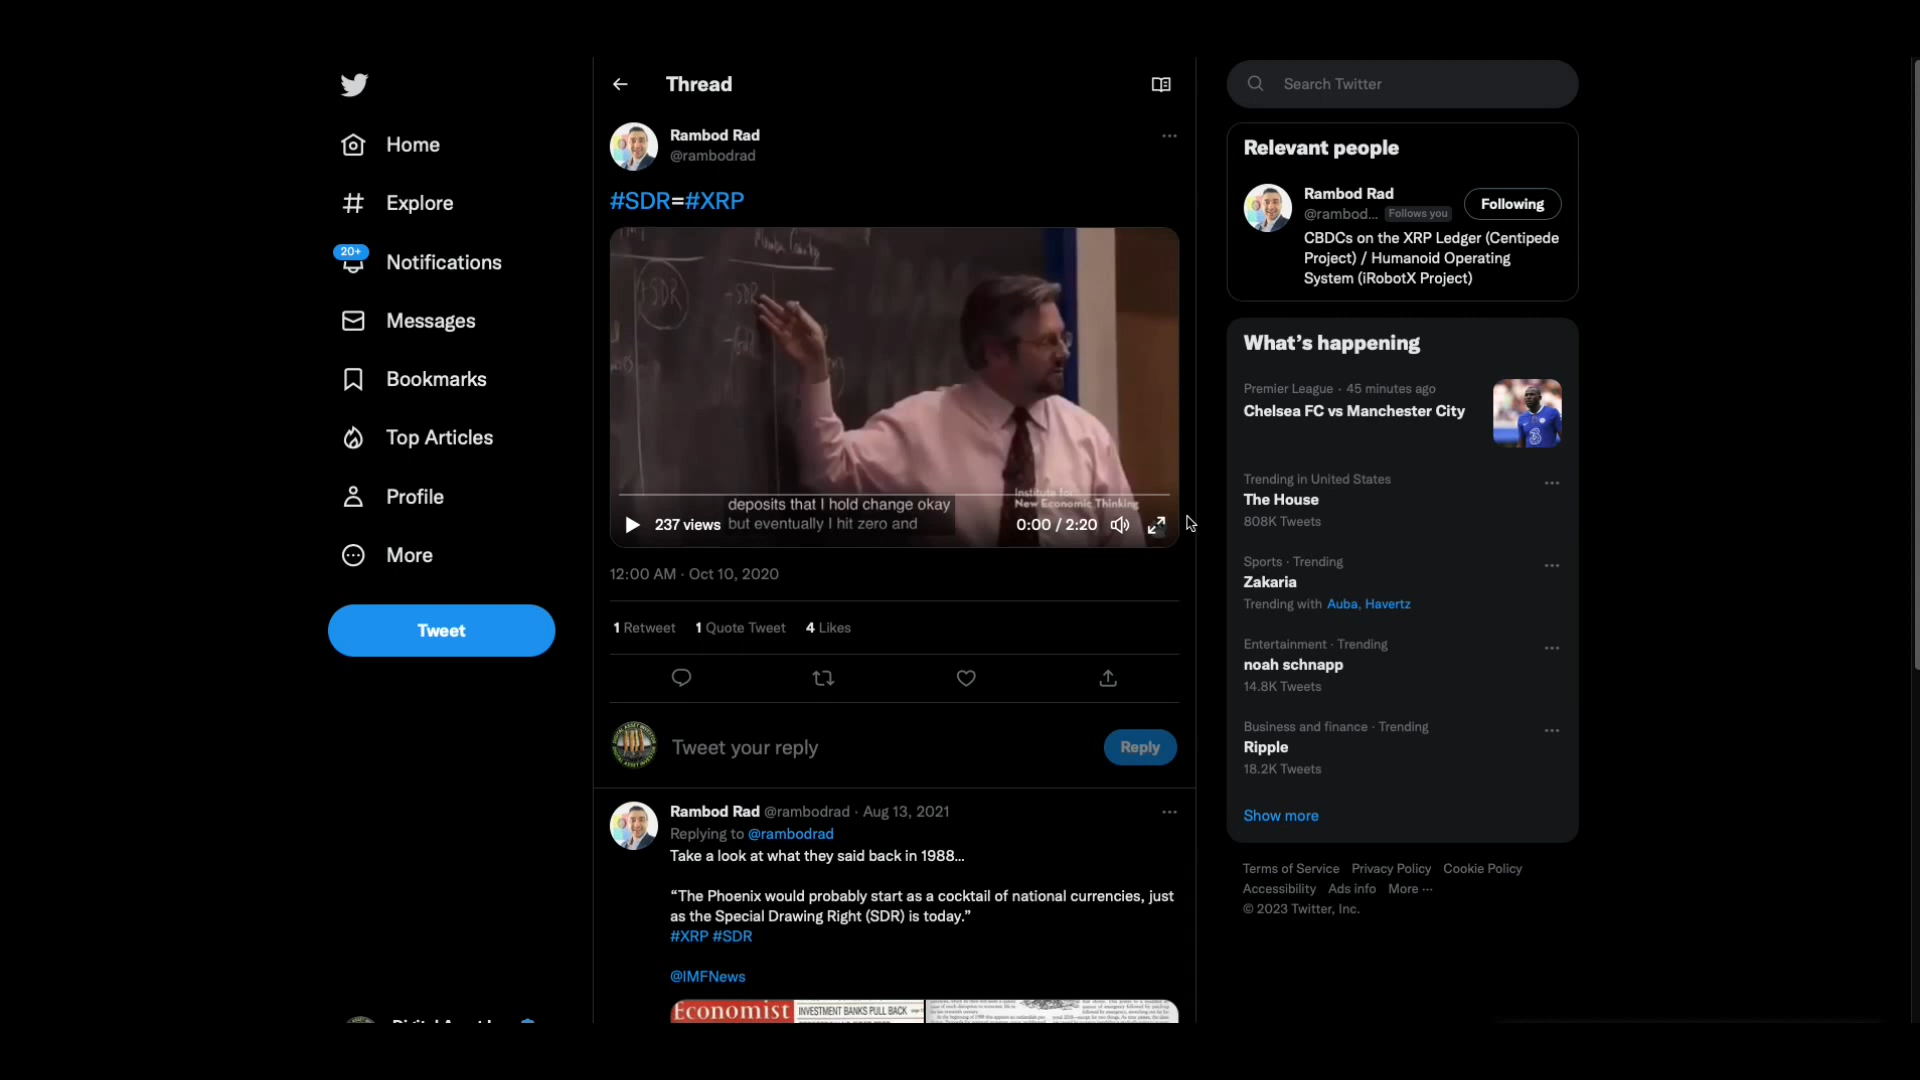 Thread
Search Twitter
Home
Explore
20+
Notifications
Messages
Bookmarks
Top Articles
Profile
More
Tweet
Rambod Rad
@rambodrad
#SDR=#XRP
+SDR
-SDR
Institute for
New Economic Thinking
deposits that I hold change okay
but eventually I hit zero and
237 views
0:00 / 2:20
12:00 AM · Oct 10, 2020
1 Retweet 1 Quote Tweet 4 Likes
Tweet your reply
Reply
Rambod Rad @rambodrad · Aug 13, 2021
Replying to @rambodrad
Take a look at what they said back in 1988...
“The Phoenix would probably start as a cocktail of national currencies, just
as the Special Drawing Right (SDR) is today.”
#XRP #SDR
@IMFNews
Economist
INVESTMENT BANKS PULL BACK
Relevant people
Rambod Rad
@rambod... Follows you
Following
CBDCs on the XRP Ledger (Centipede
Project) / Humanoid Operating
System (iRobotX Project)
What’s happening
Premier League · 45 minutes ago
Chelsea FC vs Manchester City
Trending in United States
The House
808K Tweets
Sports · Trending
Zakaria
Trending with Auba, Havertz
Entertainment · Trending
noah schnapp
14.8K Tweets
Business and finance · Trending
Ripple
18.2K Tweets
Show more
Terms of Service Privacy Policy Cookie Policy
Accessibility Ads info More ···
© 2023 Twitter, Inc.